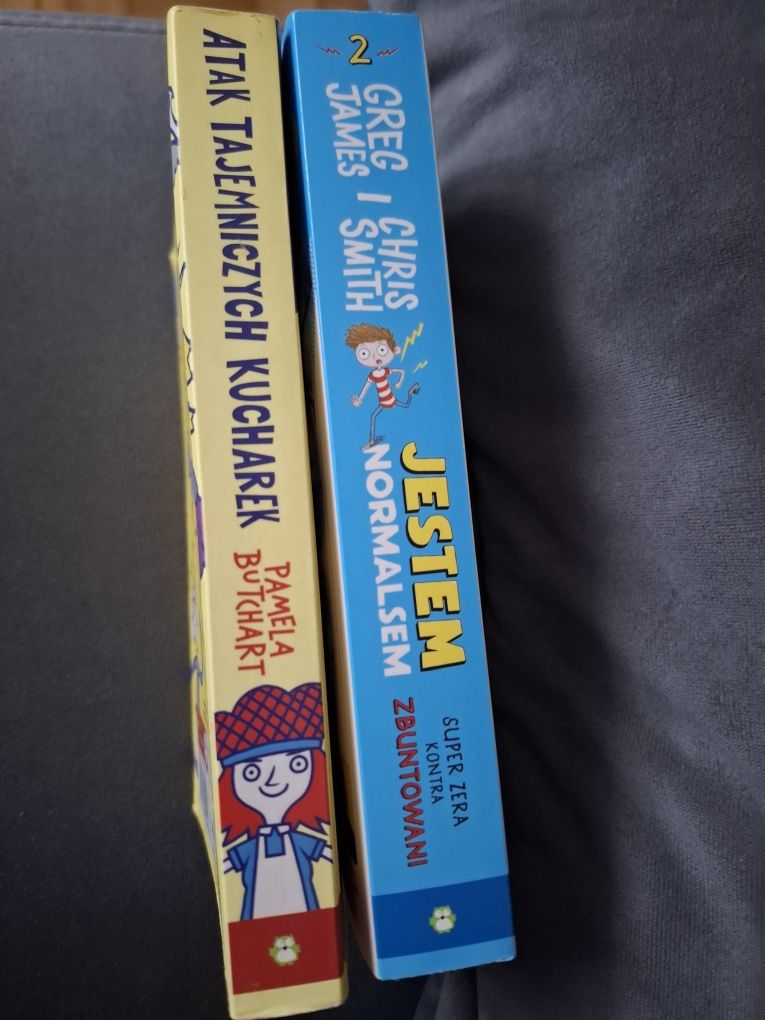 ATAK TAJEMNICZYCH KUCHAREK
PAMELA
BUTCHART
2
GREG
JAMES
I
CHRIS
SMITH
JESTEM
NORMALSEM
SUPER ZERA
KONTRA
ZBUNTOWANI